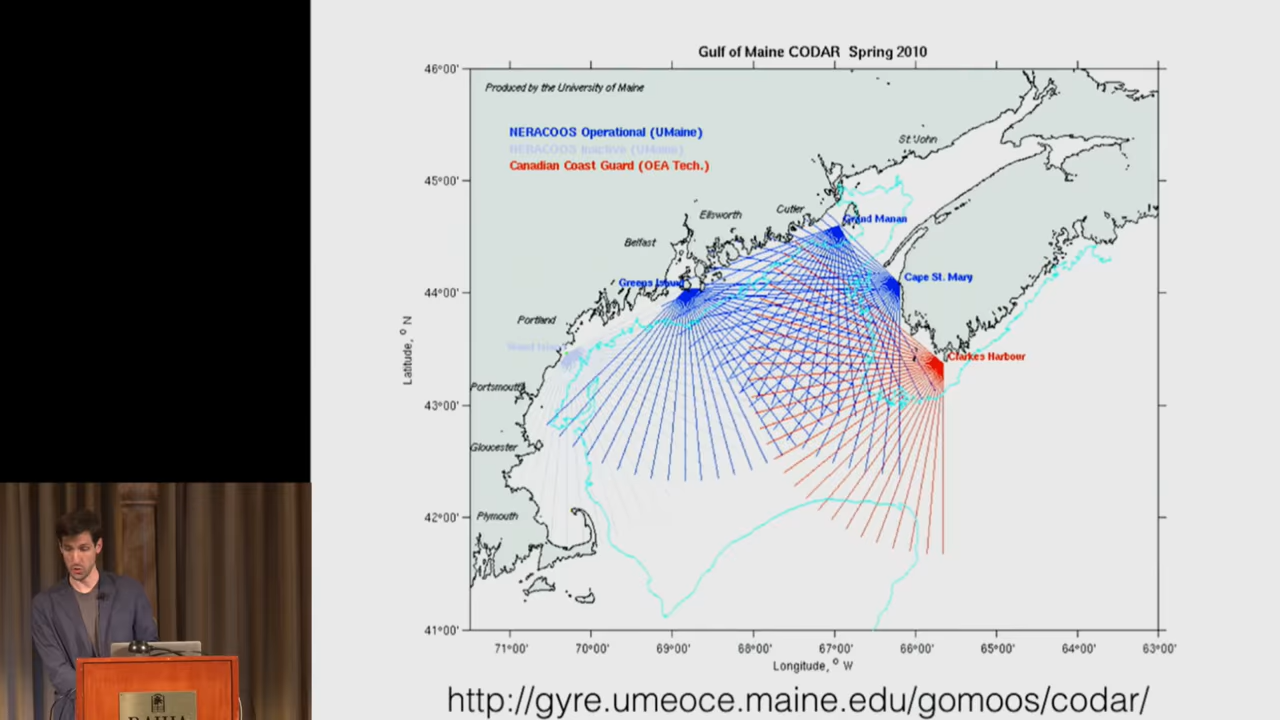 Gulf of Maine CODAR Spring 2010
46°00'
Produced by the University of Maine
NERACOOS Operational (UMaine)
NERACOOS Inactive (UMaine)
Canadian Coast Guard (OEA Tech.)
St.John
45°00'
Ellsworth
Cutler
Grand Manan
Belfast
Cape St. Mary
Greens Island
44°00'
Portland
Wood Island
Clarkes Harbour
Latitude, ° N
Portsmouth
43°00'
Gloucester
42°00'
Plymouth
41°00'
71°00' 70°00' 69°00' 68°00' 67°00' 66°00' 65°00' 64°00' 63°00'
Longitude, ° W
http://gyre.umeoce.maine.edu/gomoos/codar/
BAHIA